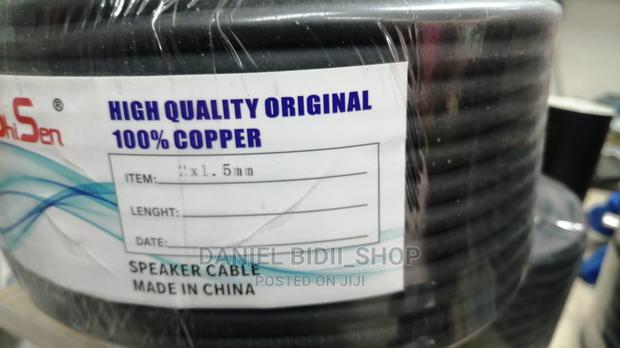 hiSen ®
HIGH QUALITY ORIGINAL
100% COPPER
ITEM: 2x1.5mm
LENGHT:
DATE:
DANIEL BIDII_SHOP
SPEAKER CABLE
POSTED ON JIJI
MADE IN CHINA